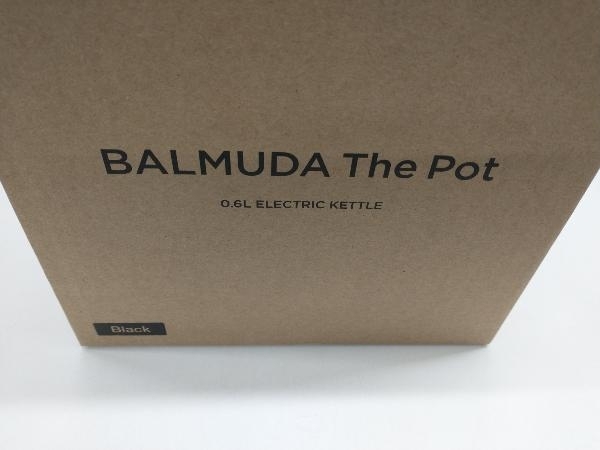 BALMUDA The Pot
0.6L ELECTRIC KETTLE
Black